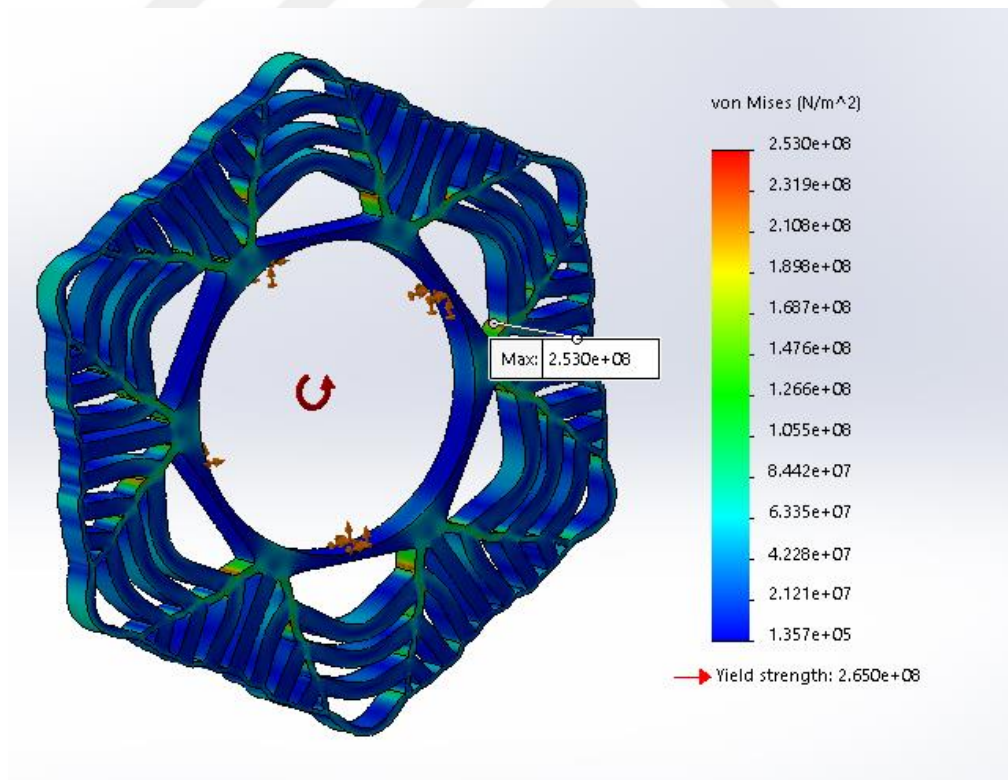 von Mises (N/m^2)
2.530e+08
2.319e+08
2.108e+08
1.898e+08
1.687e+08
1.476e+08
1.266e+08
1.055e+08
8.442e+07
6.335e+07
4.228e+07
2.121e+07
1.357e+05
Yield strength: 2.650e+08
Max: 2.530e+08